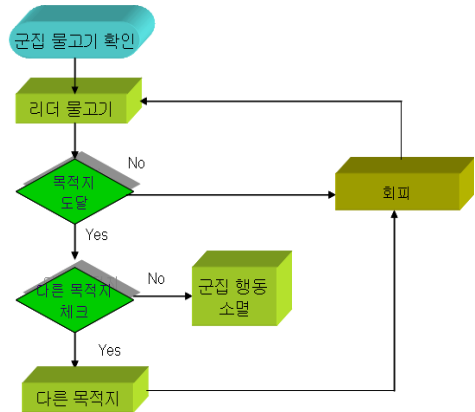 군집 물고기 확인
리더 물고기
No
목적지
도달
회피
Yes
다른 목적지
체크
No
군집 행동
소멸
Yes
다른 목적지